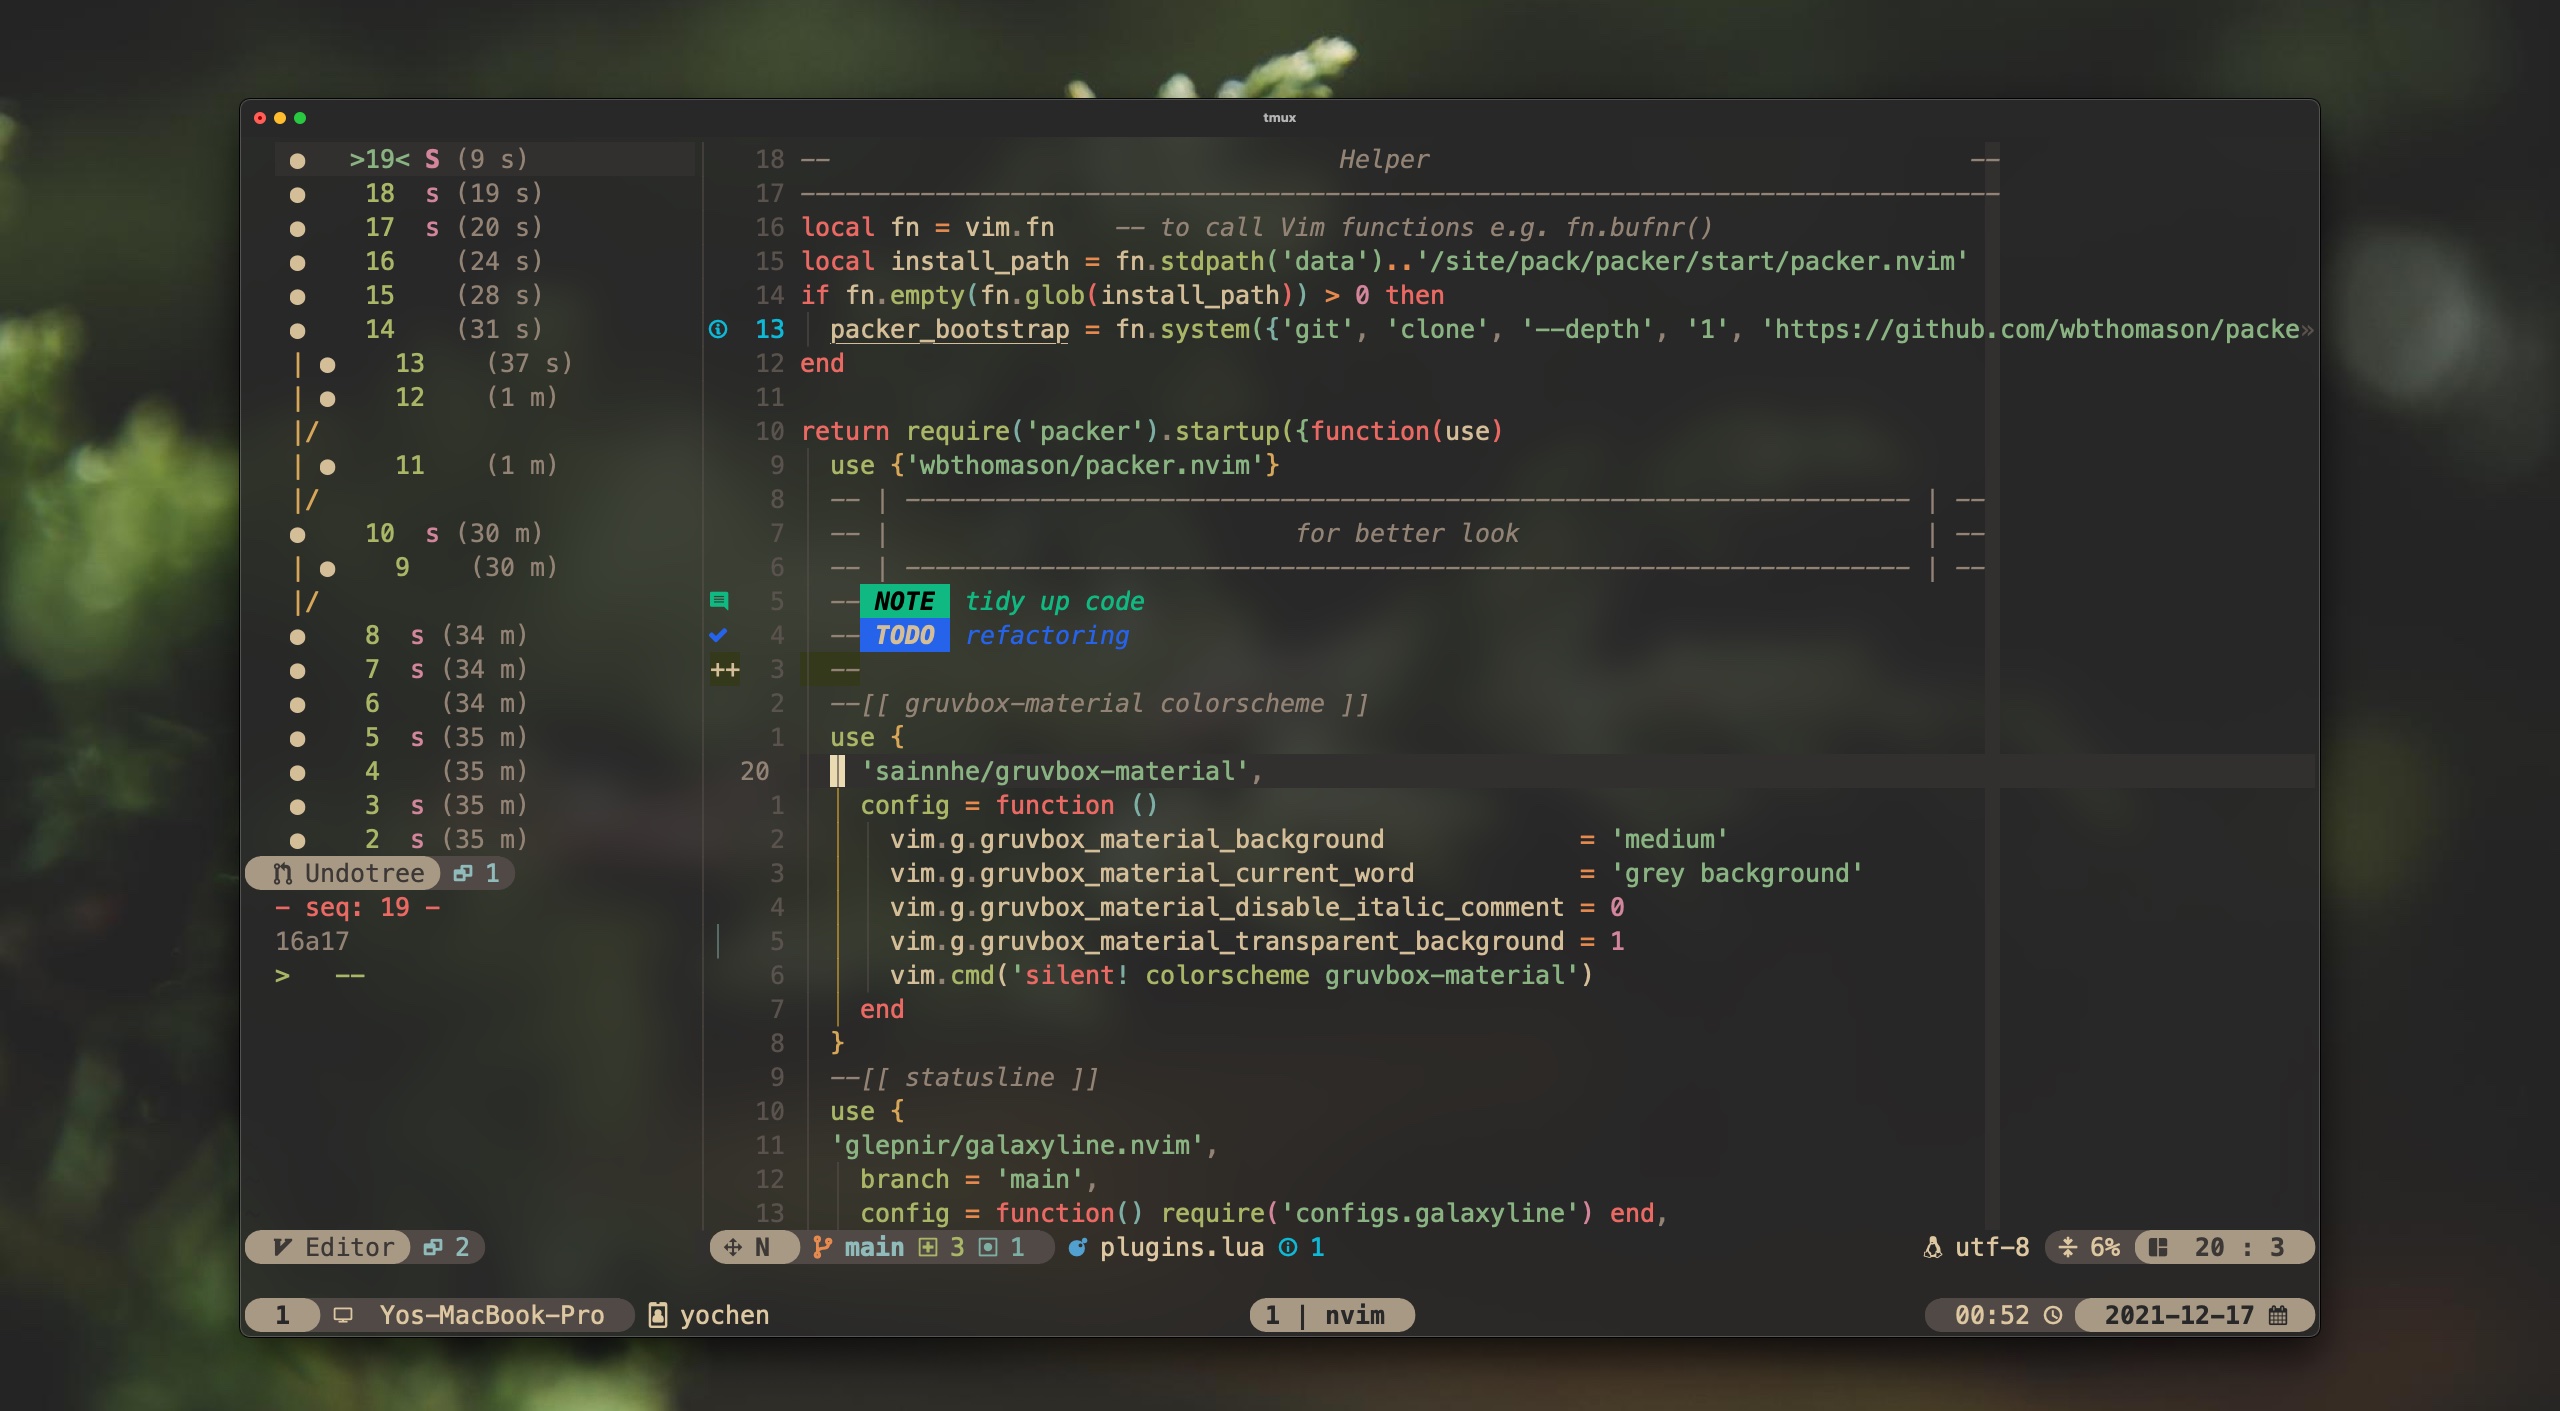 tmux
>19< S (9 s)
18 s (19 s)
17 s (20 s)
16 (24 s)
15 (28 s)
14 (31 s)
| 13 (37 s)
| 12 (1 m)
|/
| 11 (1 m)
|/
10 s (30 m)
| 9 (30 m)
|/
8 s (34 m)
7 s (34 m)
6 (34 m)
5 s (35 m)
4 (35 m)
3 s (35 m)
2 s (35 m)
Undotree 1
- seq: 19 -
16a17
>   --
Editor 2
18 -- Helper --
17 --------------------------------------------------------------------------------
16 local fn = vim.fn    -- to call Vim functions e.g. fn.bufnr()
15 local install_path = fn.stdpath('data')..'/site/pack/packer/start/packer.nvim'
14 if fn.empty(fn.glob(install_path)) > 0 then
13   packer_bootstrap = fn.system({'git', 'clone', '--depth', '1', 'https://github.com/wbthomason/packe»
12 end
11
10 return require('packer').startup({function(use)
9   use {'wbthomason/packer.nvim'}
8   -- | ------------------------------------------------------------------- | --
7   -- | for better look | --
6   -- | ------------------------------------------------------------------- | --
5   -- NOTE tidy up code
4   -- TODO refactoring
++ 3   --
2   --[[ gruvbox-material colorscheme ]]
1   use {
20     'sainnhe/gruvbox-material',
1     config = function ()
2       vim.g.gruvbox_material_background             = 'medium'
3       vim.g.gruvbox_material_current_word           = 'grey background'
4       vim.g.gruvbox_material_disable_italic_comment = 0
5       vim.g.gruvbox_material_transparent_background = 1
6       vim.cmd('silent! colorscheme gruvbox-material')
7     end
8   }
9   --[[ statusline ]]
10   use {
11   'glepnir/galaxyline.nvim',
12     branch = 'main',
13     config = function() require('configs.galaxyline') end,
N main 3 1 plugins.lua 1 utf-8 6% 20 : 3
1 Yos-MacBook-Pro yochen 1 | nvim 00:52 2021-12-17